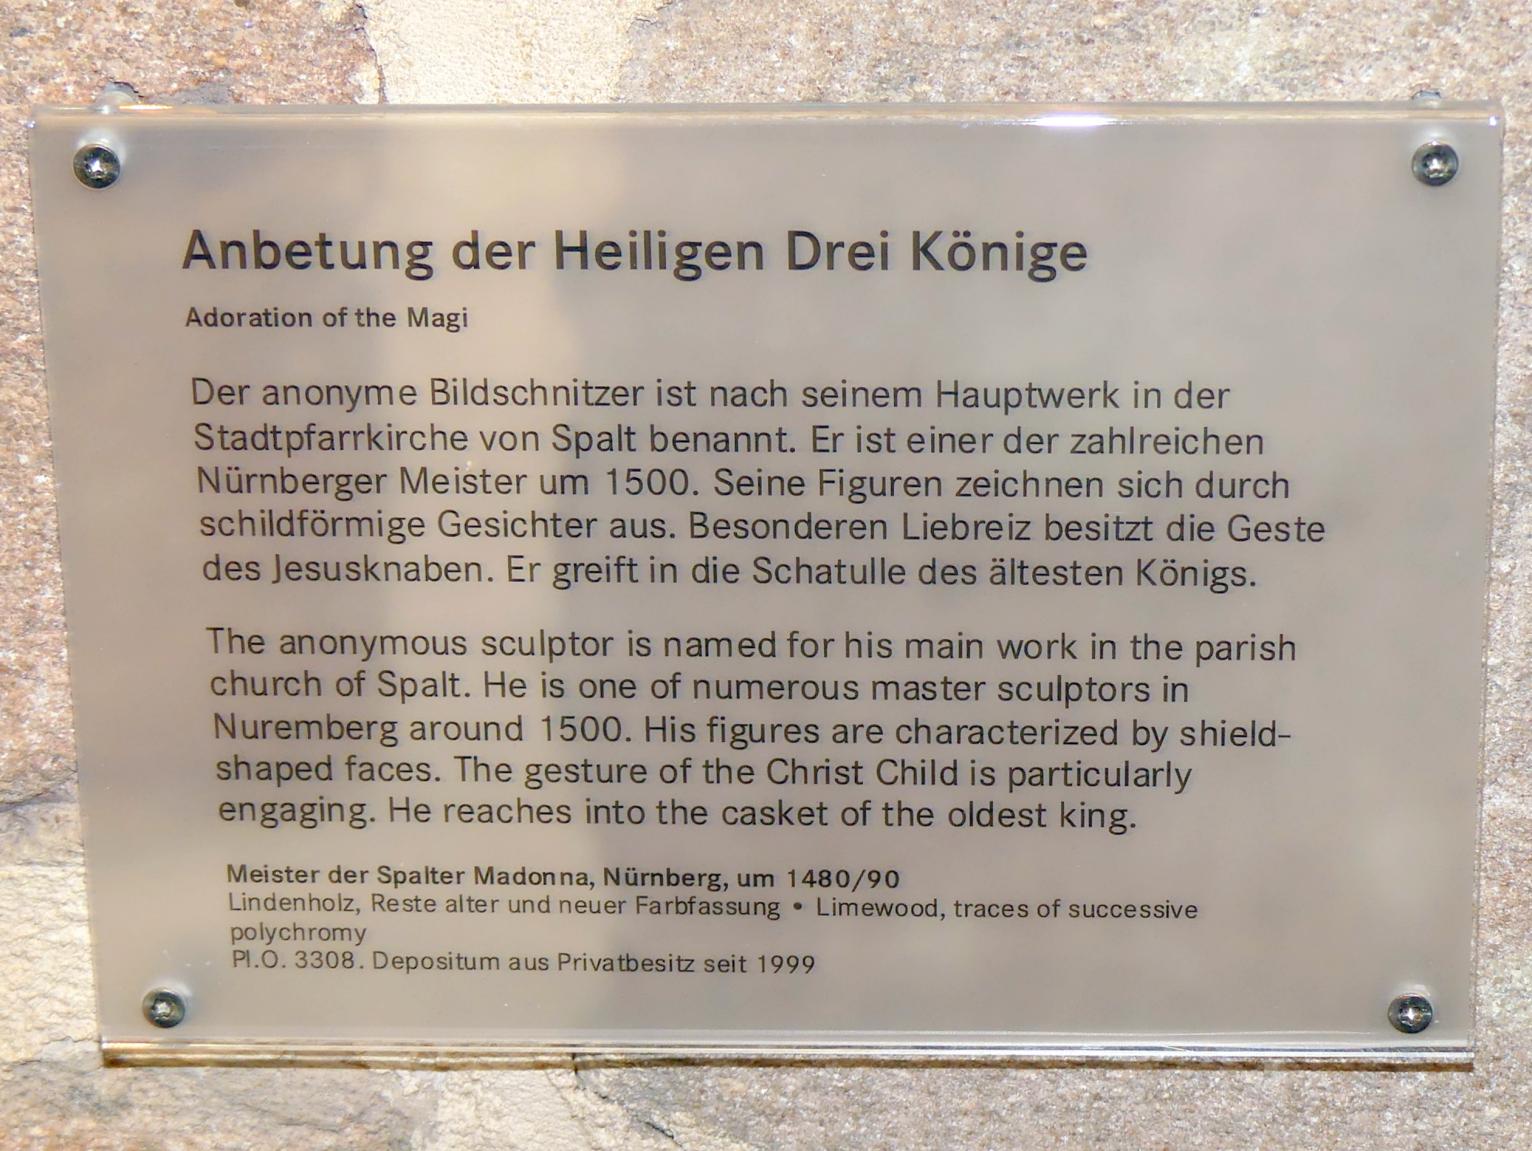 Anbetung der Heiligen Drei Könige
Adoration of the Magi
Der anonyme Bildschnitzer ist nach seinem Hauptwerk in der
Stadtpfarrkirche von Spalt benannt. Er ist einer der zahlreichen
Nürnberger Meister um 1500. Seine Figuren zeichnen sich durch
schildförmige Gesichter aus. Besonderen Liebreiz besitzt die Geste
des Jesusknaben. Er greift in die Schatulle des ältesten Königs.
The anonymous sculptor is named for his main work in the parish
church of Spalt. He is one of numerous master sculptors in
Nuremberg around 1500. His figures are characterized by shield-
shaped faces. The gesture of the Christ Child is particularly
engaging. He reaches into the casket of the oldest king.
Meister der Spalter Madonna, Nürnberg, um 1480/90
Lindenholz, Reste alter und neuer Farbfassung • Limewood, traces of successive
polychromy
Pl.O. 3308. Depositum aus Privatbesitz seit 1999